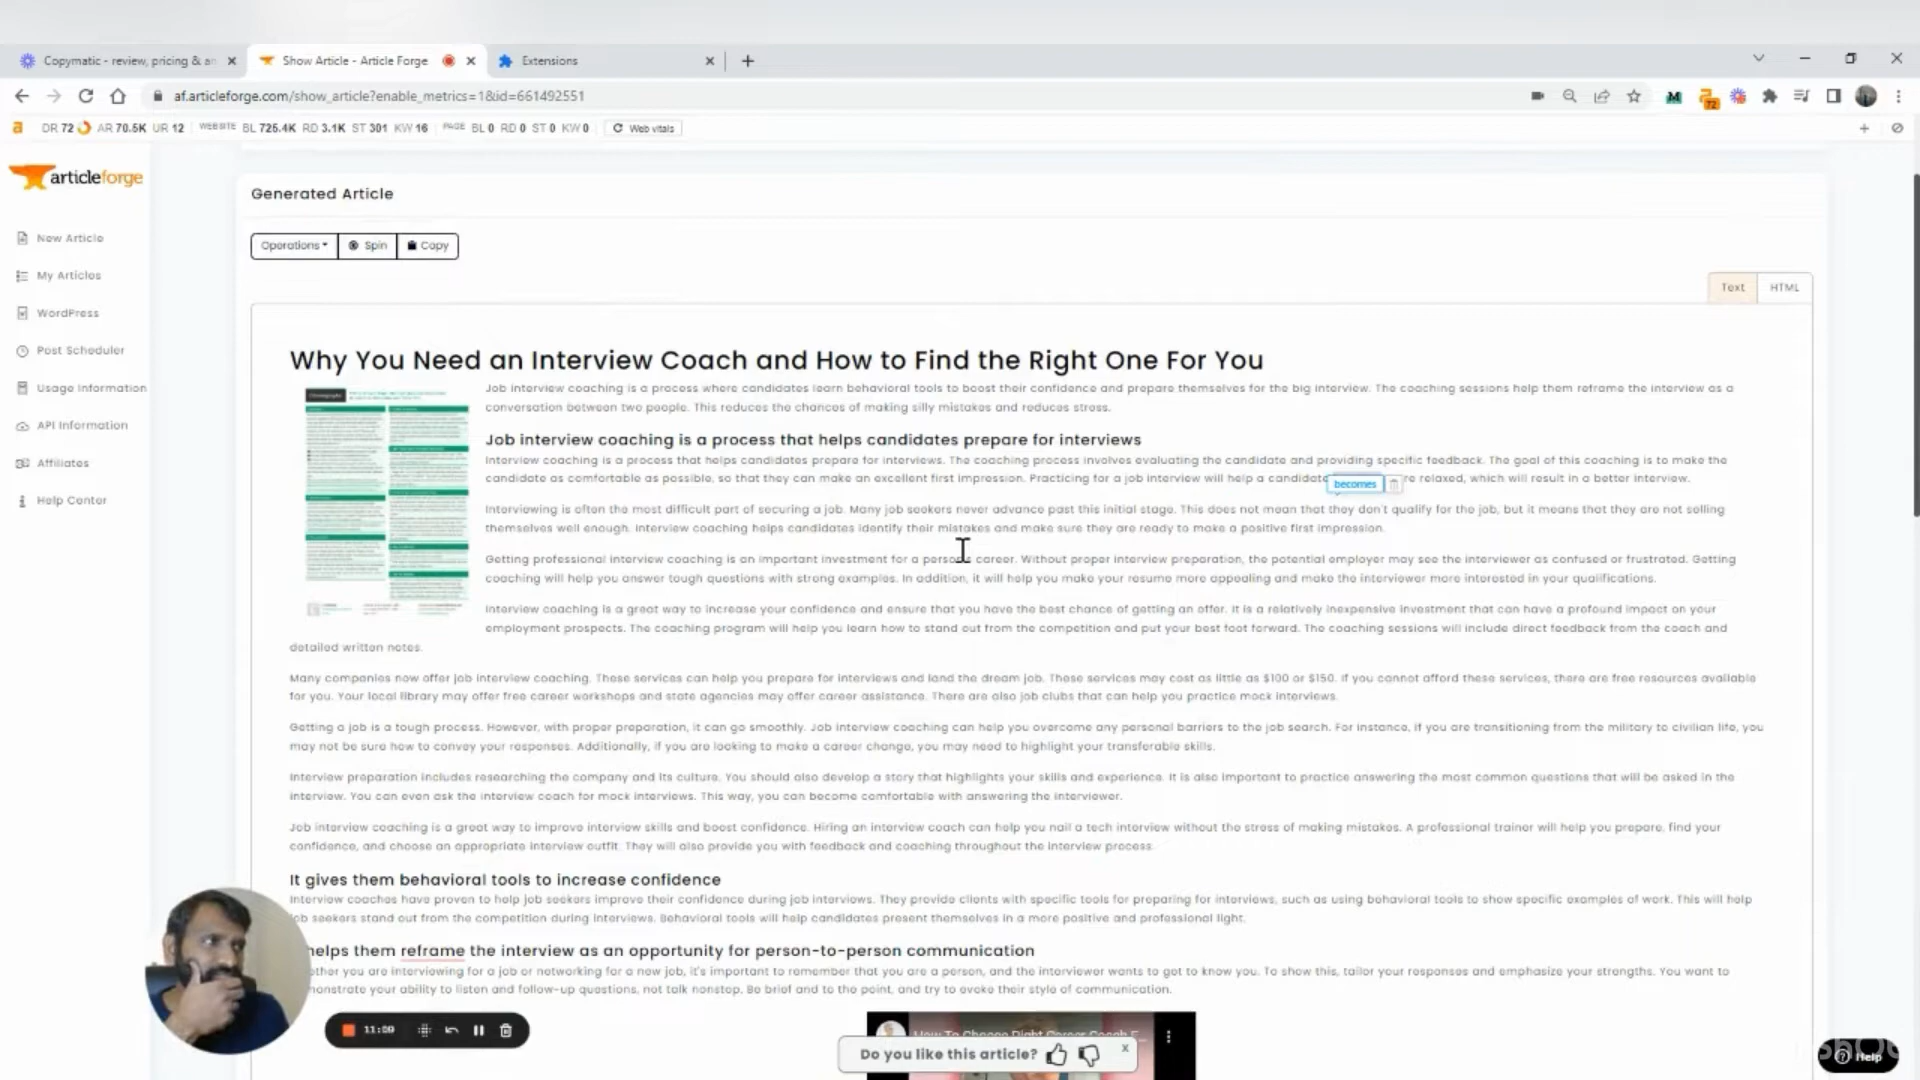 Copymatic - review, pricing & an
Show Article - Article Forge
Extensions
af.articleforge.com/show_article?enable_metrics=1&id=661492551
72
DR 72 AR 70.5K UR 12 WEBSITE BL 725.4K RD 3.1K ST 301 KW 16 PAGE BL 0 RD 0 ST 0 KW 0 Web vitals
articleforge
New Article
My Articles
WordPress
Post Scheduler
Usage Information
API Information
Affiliates
Help Center
Generated Article
Operations Spin Copy
Text HTML
Why You Need an Interview Coach and How to Find the Right One For You
Job interview coaching is a process where candidates learn behavioral tools to boost their confidence and prepare themselves for the big interview. The coaching sessions help them reframe the interview as a
conversation between two people. This reduces the chances of making silly mistakes and reduces stress.
Job interview coaching is a process that helps candidates prepare for interviews
Interview coaching is a process that helps candidates prepare for interviews. The coaching process involves evaluating the candidate and providing specific feedback. The goal of this coaching is to make the
candidate as comfortable as possible, so that they can make an excellent first impression. Practicing for a job interview will help a candidate becomes re relaxed, which will result in a better interview.
Interviewing is often the most difficult part of securing a job. Many job seekers never advance past this initial stage. This does not mean that they don't qualify for the job, but it means that they are not selling
themselves well enough. Interview coaching helps candidates identify their mistakes and make sure they are ready to make a positive first impression.
Getting professional interview coaching is an important investment for a persons career. Without proper interview preparation, the potential employer may see the interviewer as confused or frustrated. Getting
coaching will help you answer tough questions with strong examples. In addition, it will help you make your resume more appealing and make the interviewer more interested in your qualifications.
Interview coaching is a great way to increase your confidence and ensure that you have the best chance of getting an offer. It is a relatively inexpensive investment that can have a profound impact on your
employment prospects. The coaching program will help you learn how to stand out from the competition and put your best foot forward. The coaching sessions will include direct feedback from the coach and
detailed written notes.
Many companies now offer job interview coaching. These services can help you prepare for interviews and land the dream job. These services may cost as little as $100 or $150. If you cannot afford these services, there are free resources available
for you. Your local library may offer free career workshops and state agencies may offer career assistance. There are also job clubs that can help you practice mock interviews.
Getting a job is a tough process. However, with proper preparation, it can go smoothly. Job interview coaching can help you overcome any personal barriers to the job search. For instance, if you are transitioning from the military to civilian life, you
may not be sure how to convey your responses. Additionally, if you are looking to make a career change, you may need to highlight your transferable skills.
Interview preparation includes researching the company and its culture. You should also develop a story that highlights your skills and experience. It is also important to practice answering the most common questions that will be asked in the
interview. You can even ask the interview coach for mock interviews. This way, you can become comfortable with answering the interviewer.
Job interview coaching is a great way to improve interview skills and boost confidence. Hiring an interview coach can help you nail a tech interview without the stress of making mistakes. A professional trainer will help you prepare, find your
confidence, and choose an appropriate interview outfit. They will also provide you with feedback and coaching throughout the interview process.
It gives them behavioral tools to increase confidence
Interview coaches have proven to help job seekers improve their confidence during job interviews. They provide clients with specific tools for preparing for interviews, such as using behavioral tools to show specific examples of work. This will help
job seekers stand out from the competition during interviews. Behavioral tools will help candidates present themselves in a more positive and professional light.
helps them reframe the interview as an opportunity for person-to-person communication
ether you are interviewing for a job or networking for a new job, it's important to remember that you are a person, and the interviewer wants to get to know you. To show this, tailor your responses and emphasize your strengths. You want to
monstrate your ability to listen and follow-up questions, not talk nonstop. Be brief and to the point, and try to evoke their style of communication.
11:09
How To Choose Right Career Coach
Do you like this article? x
Help